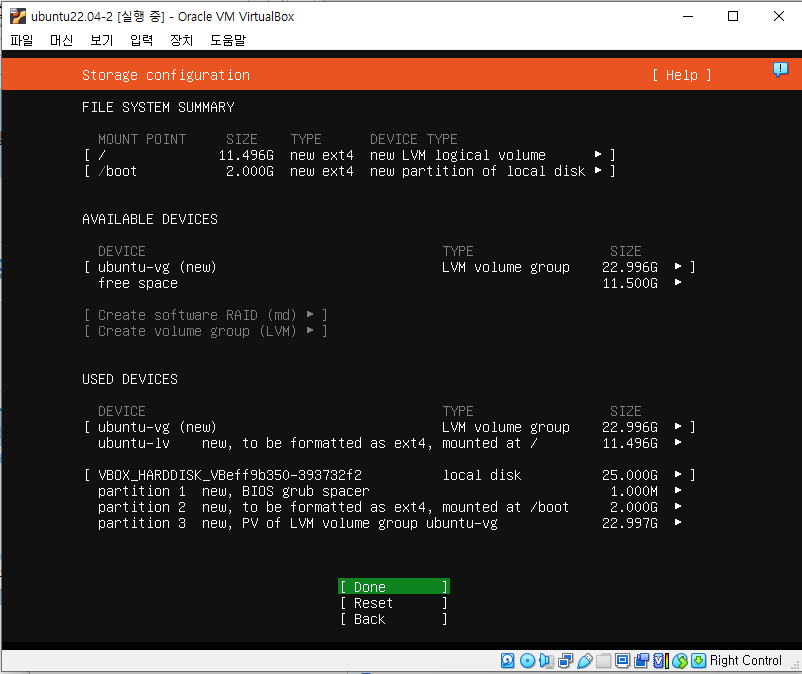 ubuntu22.04-2 [실행 중] - Oracle VM VirtualBox
파일 머신 보기 입력 장치 도움말
Storage configuration [ Help ]
FILE SYSTEM SUMMARY
MOUNT POINT SIZE TYPE DEVICE TYPE
[ / 11.496G new ext4 new LVM logical volume ▸ ]
[ /boot 2.000G new ext4 new partition of local disk ▸ ]
AVAILABLE DEVICES
DEVICE TYPE SIZE
[ ubuntu-vg (new) LVM volume group 22.996G ▸ ]
free space 11.500G ▸
[ Create software RAID (md) ▸ ]
[ Create volume group (LVM) ▸ ]
USED DEVICES
DEVICE TYPE SIZE
[ ubuntu-vg (new) LVM volume group 22.996G ▸ ]
ubuntu-lv new, to be formatted as ext4, mounted at / 11.496G ▸
[ VBOX_HARDDISK_VBeff9b350-393732f2 local disk 25.000G ▸ ]
partition 1 new, BIOS grub spacer 1.000M ▸
partition 2 new, to be formatted as ext4, mounted at /boot 2.000G ▸
partition 3 new, PV of LVM volume group ubuntu-vg 22.997G ▸
[ Done ]
[ Reset ]
[ Back ]
Right Control